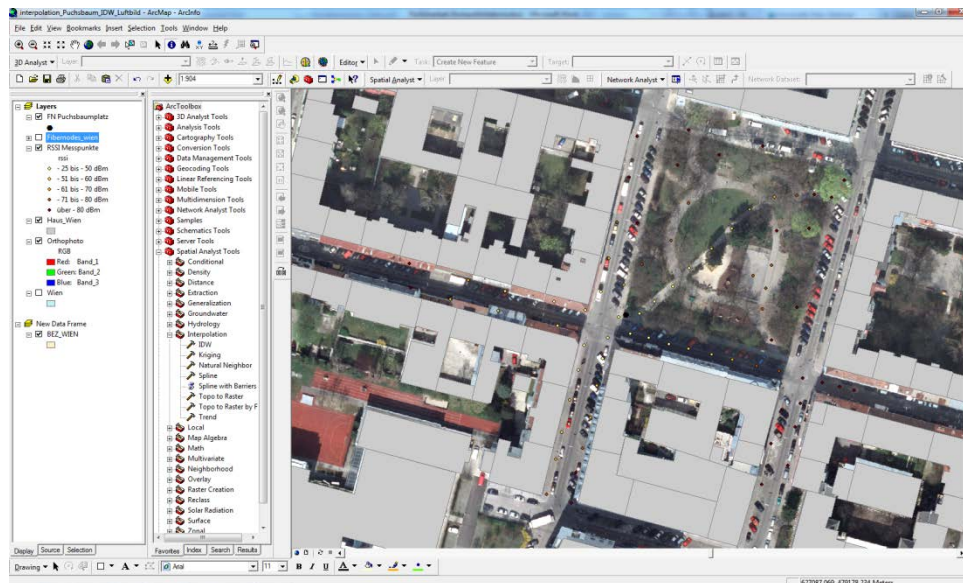 interpolation_Puchsbaum_IDW_Luftbild - ArcMap - ArcInfo
File Edit View Bookmarks Insert Selection Tools Window Help
3D Analyst Layer: Editor Task: Create New Feature Target:
1:904 Spatial Analyst Layer: Network Analyst Network Dataset:
Layers
FN Puchsbaumplatz
Fibernodes_wien
RSSI Messpunkte
rssi
- 25 bis - 50 dBm
- 51 bis - 60 dBm
- 61 bis - 70 dBm
- 71 bis - 80 dBm
über - 80 dBm
Haus_Wien
Orthophoto
RGB
Red: Band_1
Green: Band_2
Blue: Band_3
Wien
New Data Frame
BEZ_WIEN
Display Source Selection
ArcToolbox
3D Analyst Tools
Analysis Tools
Cartography Tools
Conversion Tools
Data Management Tools
Geocoding Tools
Linear Referencing Tools
Mobile Tools
Multidimension Tools
Network Analyst Tools
Samples
Schematics Tools
Server Tools
Spatial Analyst Tools
Conditional
Density
Distance
Extraction
Generalization
Groundwater
Hydrology
Interpolation
IDW
Kriging
Natural Neighbor
Spline
Spline with Barriers
Topo to Raster
Topo to Raster by F
Trend
Local
Map Algebra
Math
Multivariate
Neighborhood
Overlay
Raster Creation
Reclass
Solar Radiation
Surface
Zonal
Favorites Index Search Results
Drawing A Arial 11 B I U A